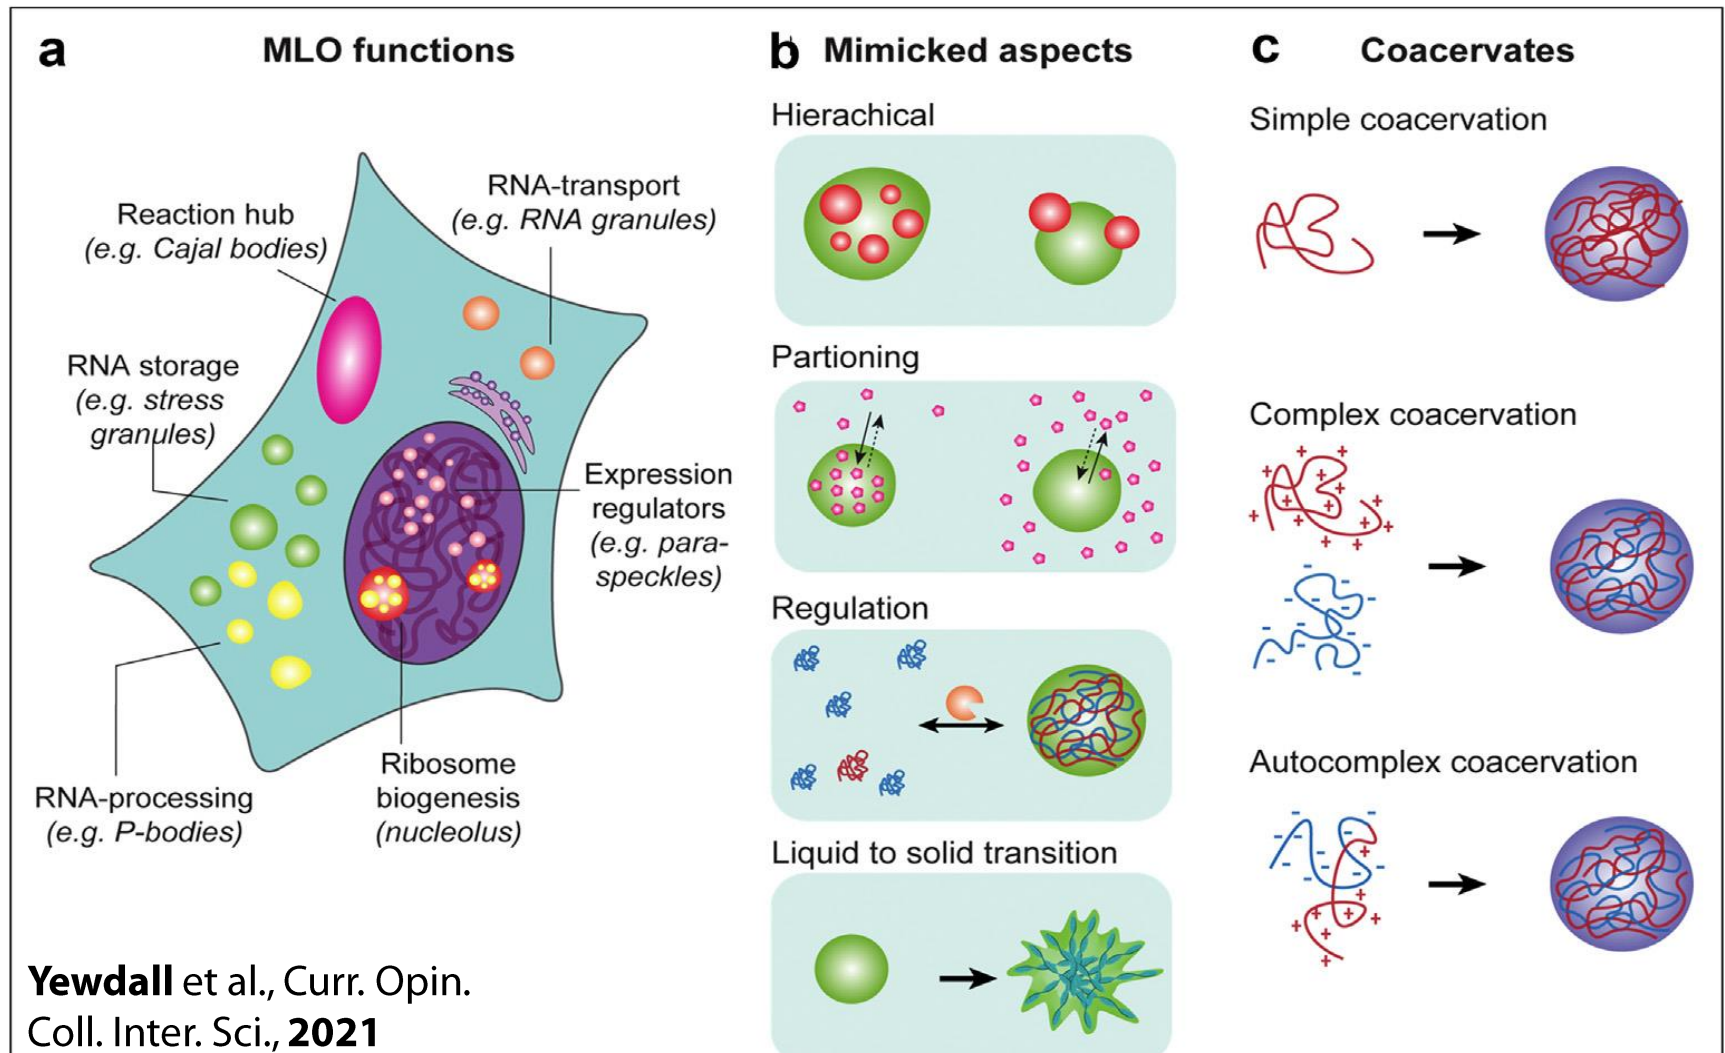 a
MLO functions
Reaction hub
(e.g. Cajal bodies)
RNA-transport
(e.g. RNA granules)
RNA storage
(e.g. stress
granules)
Expression
regulators
(e.g. para-
speckles)
RNA-processing
(e.g. P-bodies)
Ribosome
biogenesis
(nucleolus)
Yewdall et al., Curr. Opin.
Coll. Inter. Sci., 2021
b
Mimicked aspects
Hierachical
Partioning
Regulation
Liquid to solid transition
c
Coacervates
Simple coacervation
Complex coacervation
Autocomplex coacervation